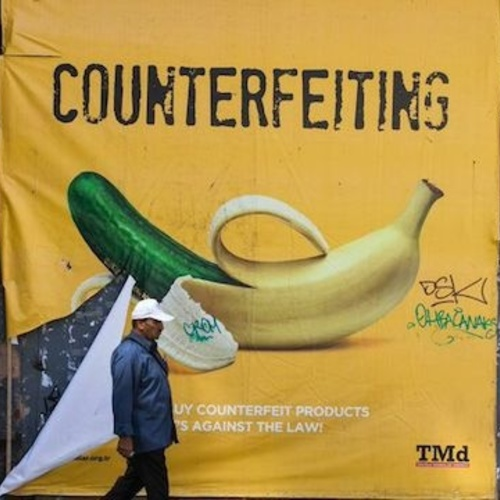 COUNTERFEITING
UY COUNTERFEIT PRODUCTS
'S AGAINST THE LAW!
TMd